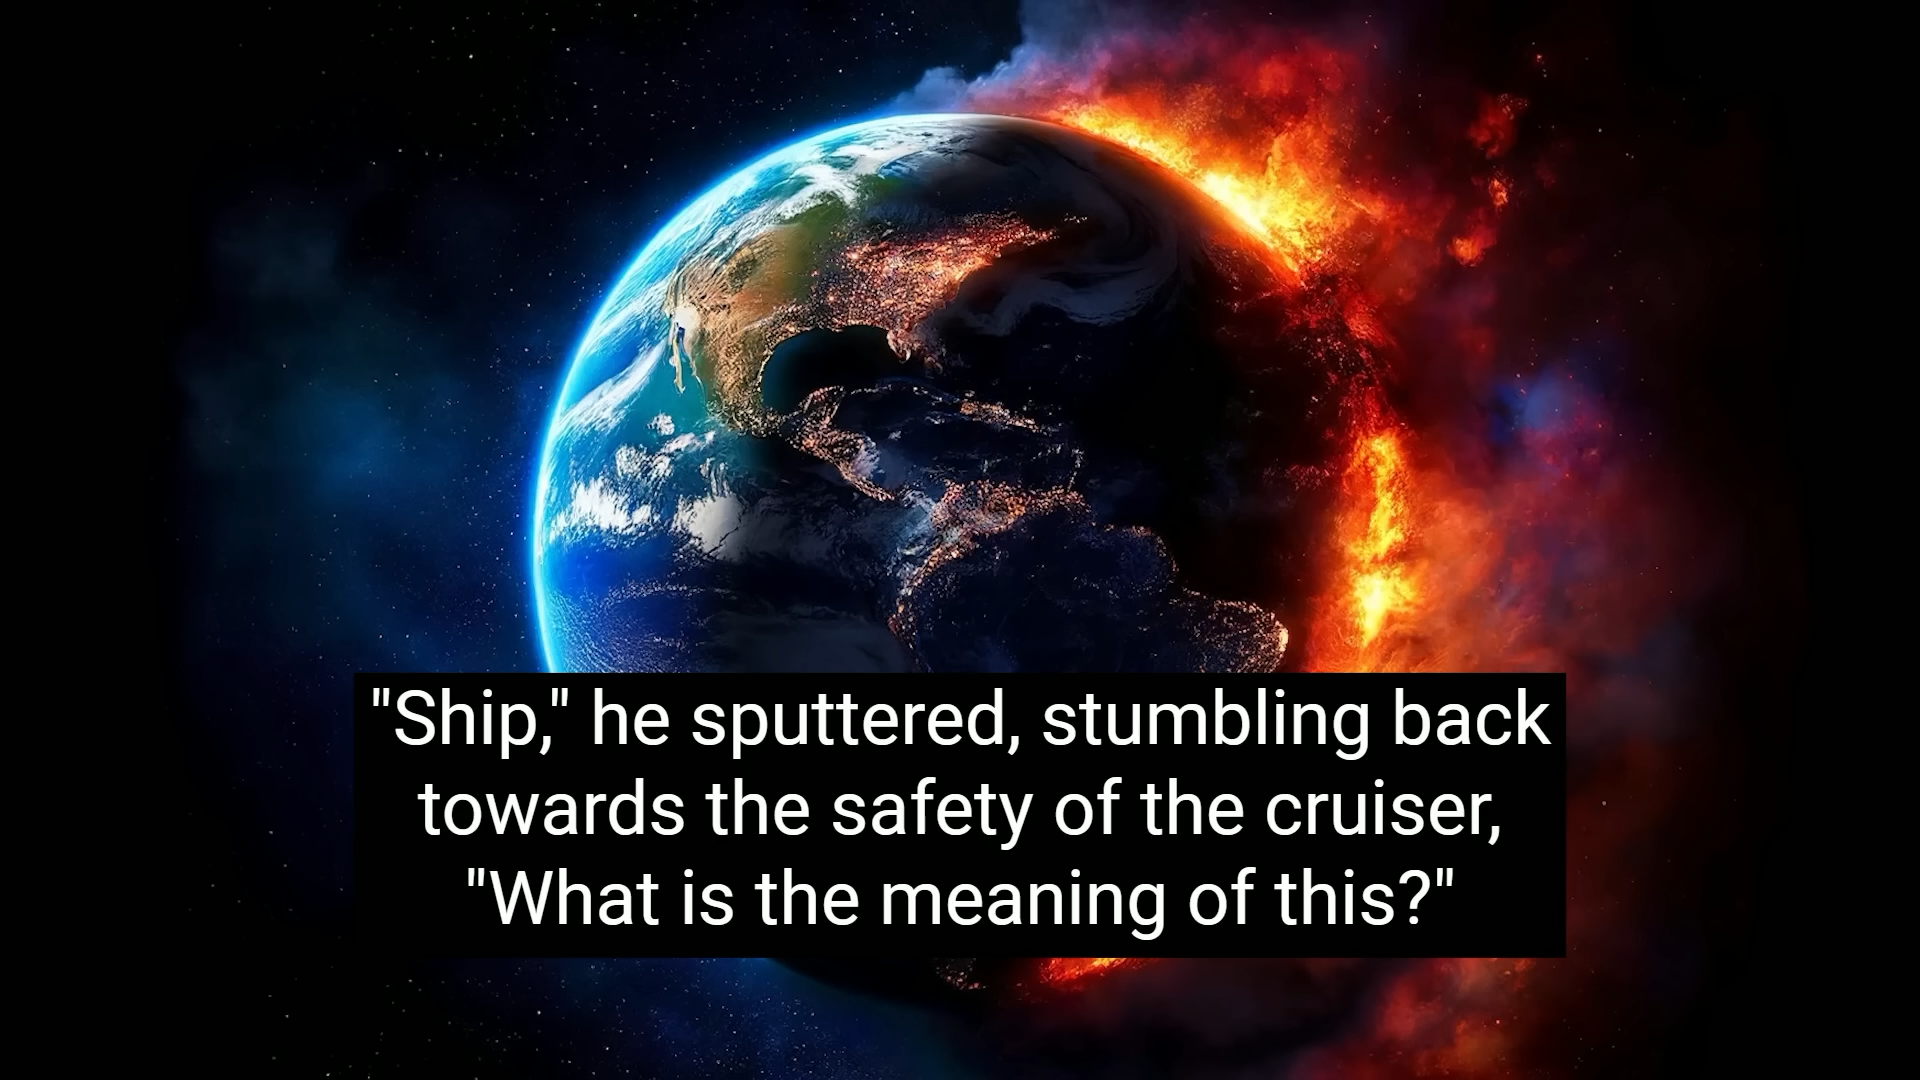 "Ship," he sputtered, stumbling back
towards the safety of the cruiser,
"What is the meaning of this?"